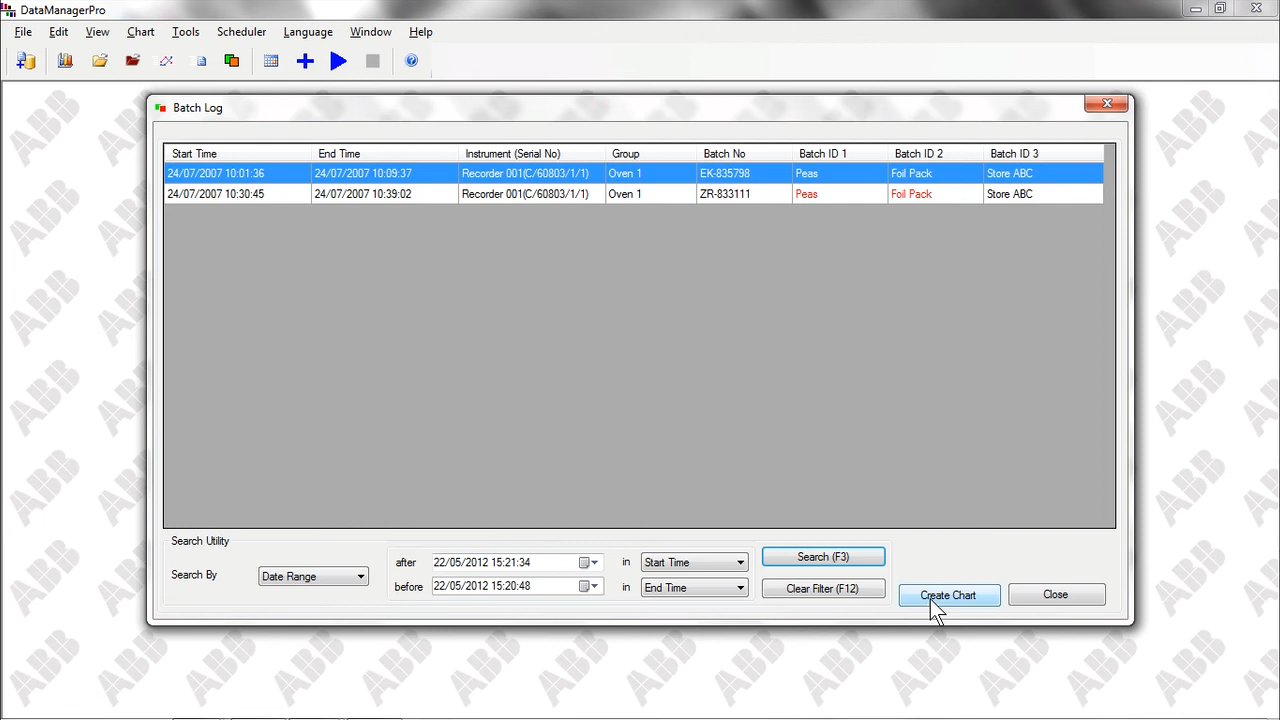 DataManagerPro
File Edit View Chart Tools Scheduler Language Window Help
Batch Log
Start Time End Time Instrument (Serial No) Group Batch No Batch ID 1 Batch ID 2 Batch ID 3
24/07/2007 10:01:36 24/07/2007 10:09:37 Recorder 001(C/60803/1/1) Oven 1 EK-835798 Peas Foil Pack Store ABC
24/07/2007 10:30:45 24/07/2007 10:39:02 Recorder 001(C/60803/1/1) Oven 1 ZR-833111 Peas Foil Pack Store ABC
Search Utility
Search By Date Range
after 22/05/2012 15:21:34 in Start Time
before 22/05/2012 15:20:48 in End Time
Search (F3)
Clear Filter (F12)
Create Chart Close
ABB